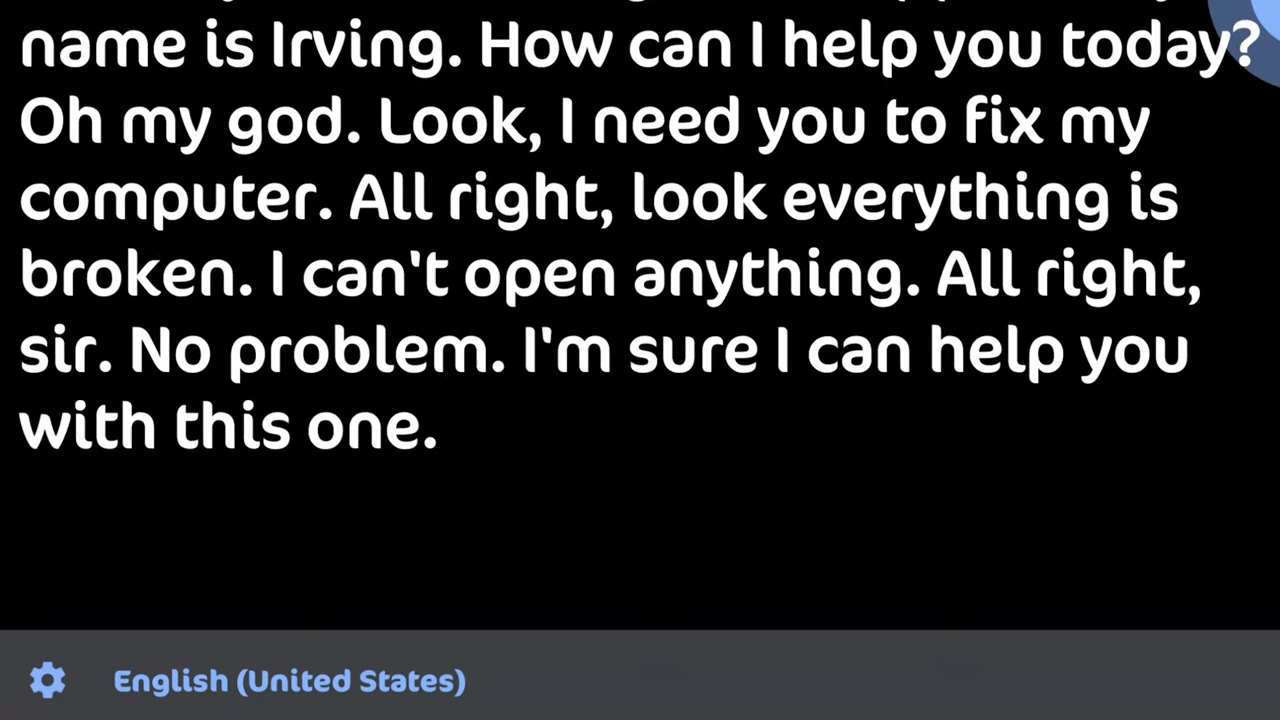 name is Irving. How can I help you today?
Oh my god. Look, I need you to fix my
computer. All right, look everything is
broken. I can't open anything. All right,
sir. No problem. I'm sure I can help you
with this one.
English (United States)